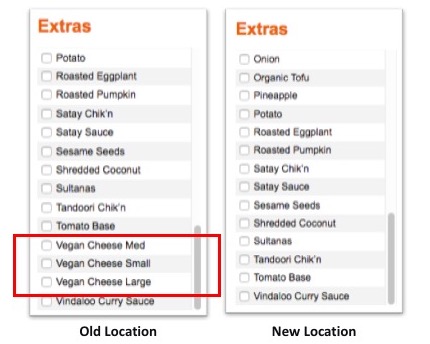 Extras
Potato
Roasted Eggplant
Roasted Pumpkin
Satay Chik'n
Satay Sauce
Sesame Seeds
Shredded Coconut
Sultanas
Tandoori Chik'n
Tomato Base
Vegan Cheese Med
Vegan Cheese Small
Vegan Cheese Large
Vindaloo Curry Sauce
Old Location
Extras
Onion
Organic Tofu
Pineapple
Potato
Roasted Eggplant
Roasted Pumpkin
Satay Chik'n
Satay Sauce
Sesame Seeds
Shredded Coconut
Sultanas
Tandoori Chik'n
Tomato Base
Vindaloo Curry Sauce
New Location